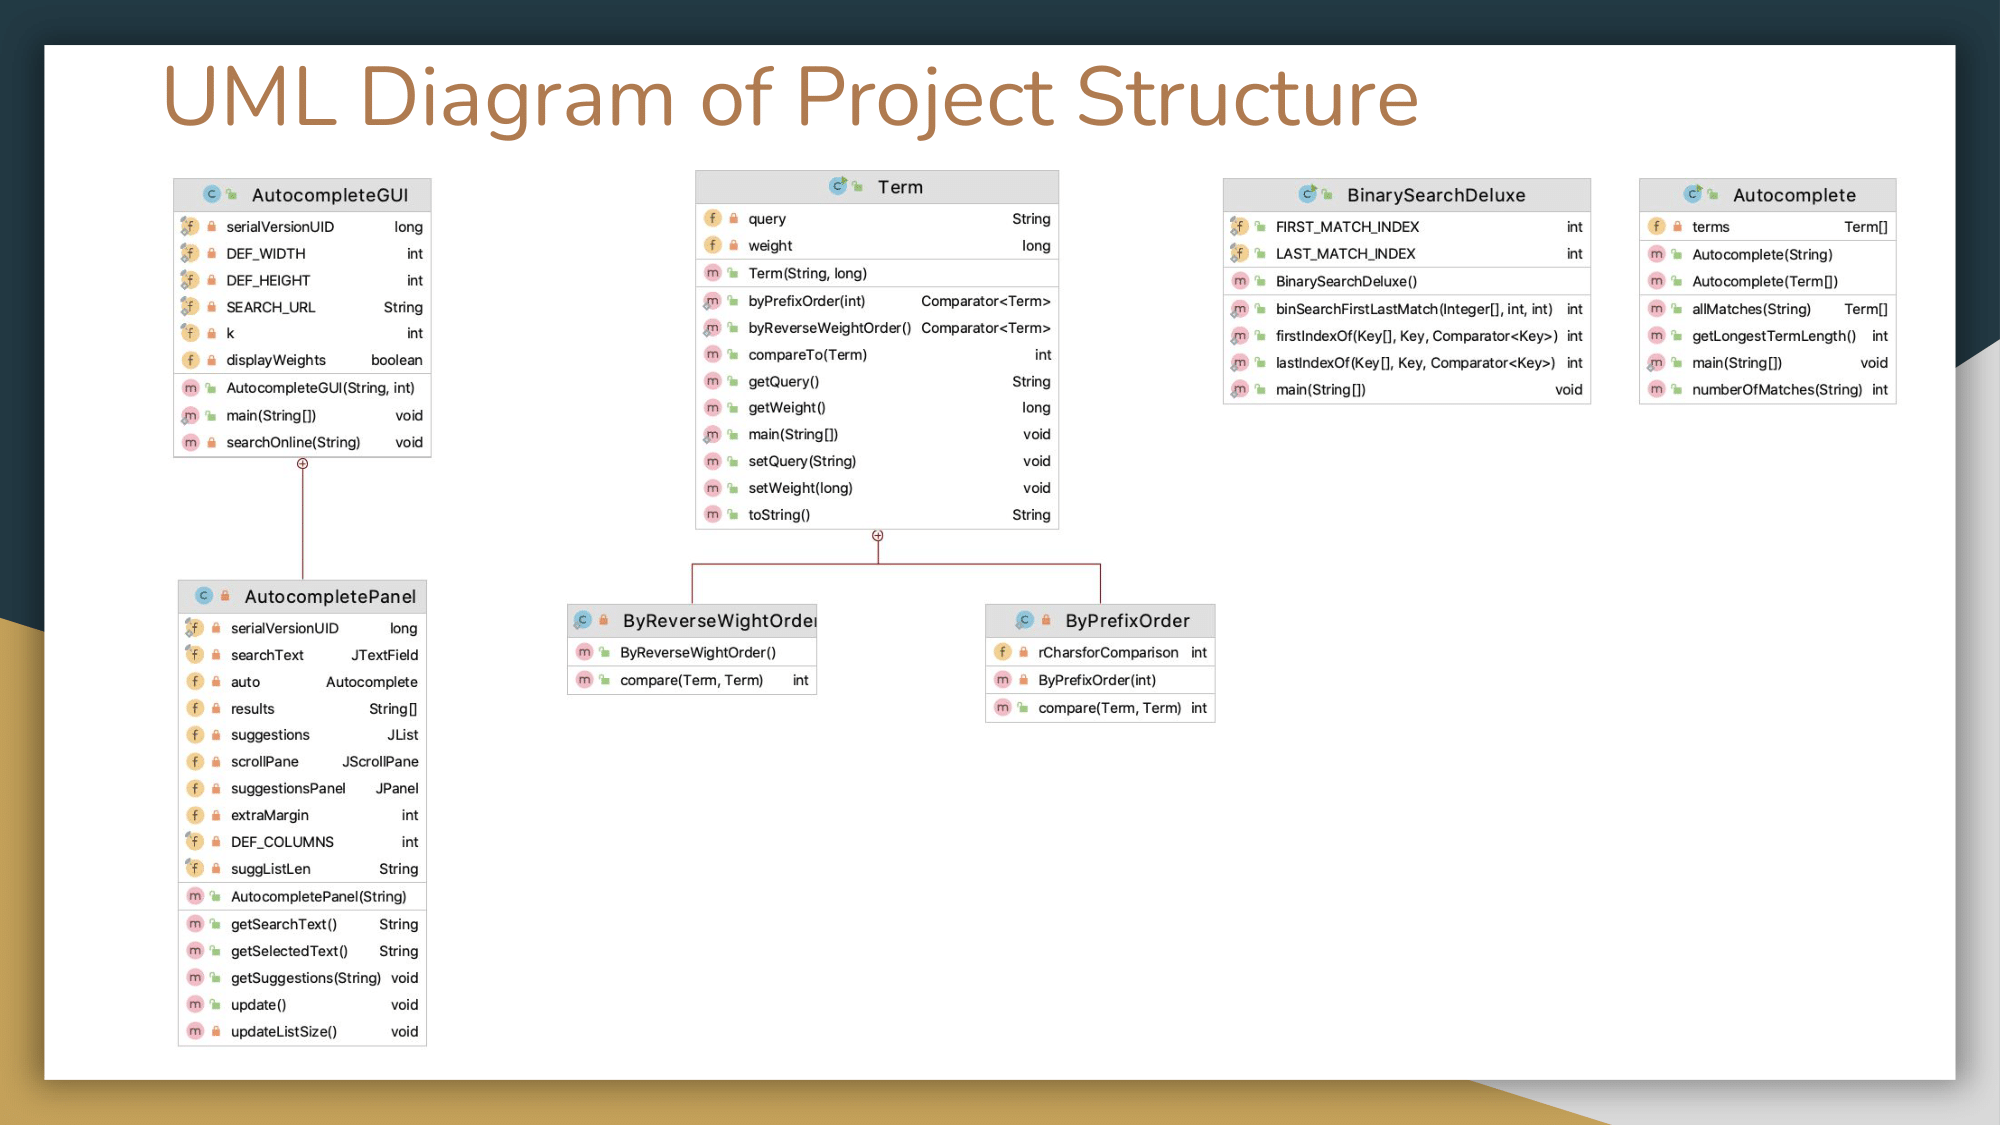 UML Diagram of Project Structure
AutocompleteGUI
serialVersionUID long
DEF_WIDTH int
DEF_HEIGHT int
SEARCH_URL String
k int
displayWeights boolean
AutocompleteGUI(String, int)
main(String[]) void
searchOnline(String) void
AutocompletePanel
serialVersionUID long
searchText JTextField
auto Autocomplete
results String[]
suggestions JList
scrollPane JScrollPane
suggestionsPanel JPanel
extraMargin int
DEF_COLUMNS int
suggListLen String
AutocompletePanel(String)
getSearchText() String
getSelectedText() String
getSuggestions(String) void
update() void
updateListSize() void
Term
query String
weight long
Term(String, long)
byPrefixOrder(int) Comparator<Term>
byReverseWeightOrder() Comparator<Term>
compareTo(Term) int
getQuery() String
getWeight() long
main(String[]) void
setQuery(String) void
setWeight(long) void
toString() String
ByReverseWightOrder
ByReverseWightOrder()
compare(Term, Term) int
ByPrefixOrder
rCharsforComparison int
ByPrefixOrder(int)
compare(Term, Term) int
BinarySearchDeluxe
FIRST_MATCH_INDEX int
LAST_MATCH_INDEX int
BinarySearchDeluxe()
binSearchFirstLastMatch(Integer[], int, int) int
firstIndexOf(Key[], Key, Comparator<Key>) int
lastIndexOf(Key[], Key, Comparator<Key>) int
main(String[]) void
Autocomplete
terms Term[]
Autocomplete(String)
Autocomplete(Term[])
allMatches(String) Term[]
getLongestTermLength() int
main(String[]) void
numberOfMatches(String) int